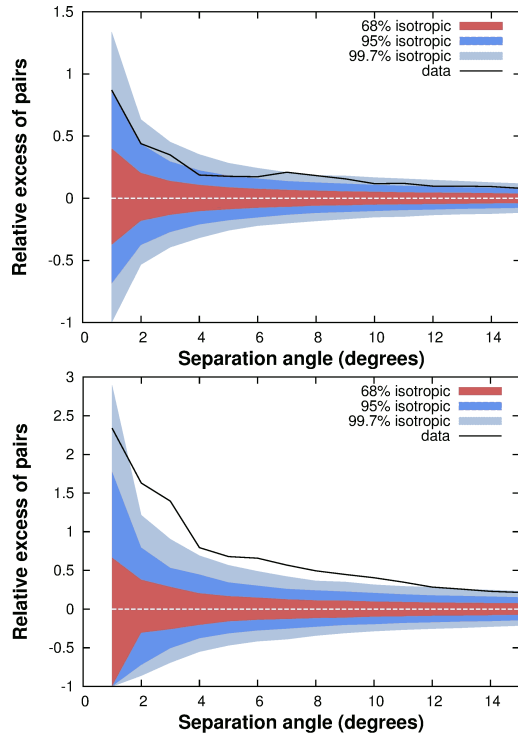 1.5
1
0.5
0
-0.5
-1
Relative excess of pairs
68% isotropic
95% isotropic
99.7% isotropic
data
0 2 4 6 8 10 12 14
Separation angle (degrees)
3
2.5
2
1.5
1
0.5
0
-0.5
-1
Relative excess of pairs
68% isotropic
95% isotropic
99.7% isotropic
data
0 2 4 6 8 10 12 14
Separation angle (degrees)